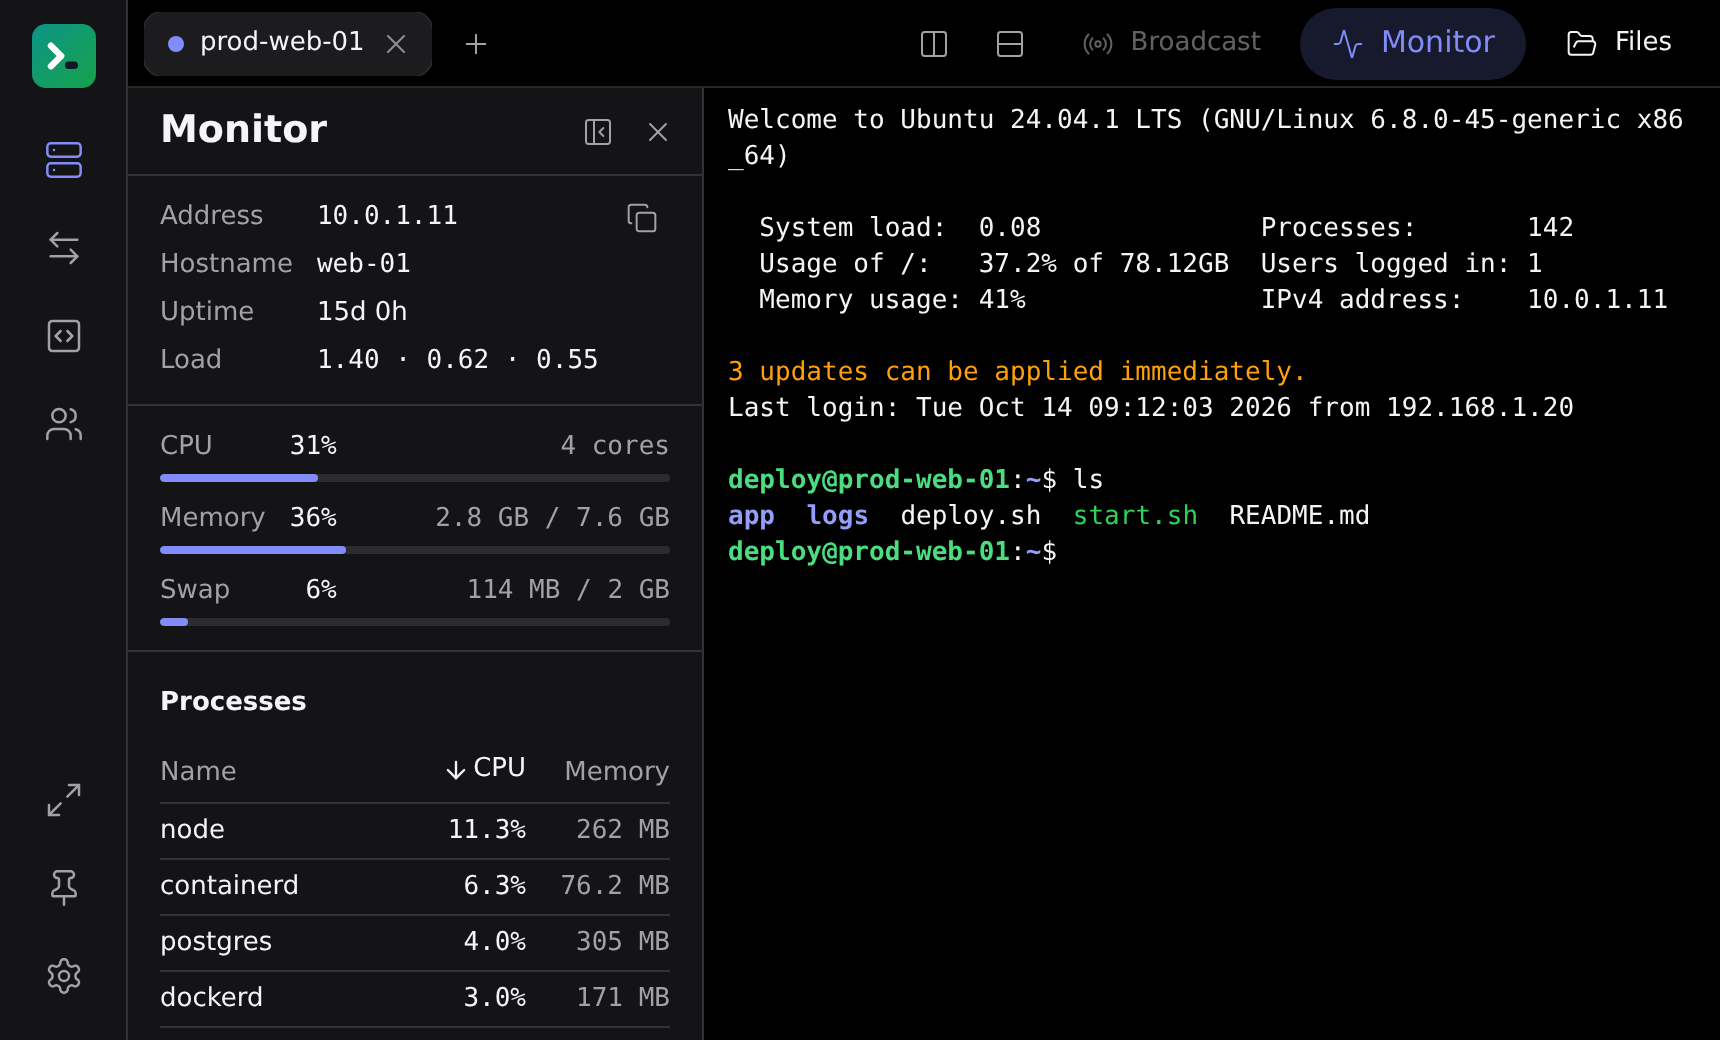 prod-web-01
Broadcast
Monitor
Files
Monitor
Address 10.0.1.11
Hostname web-01
Uptime 15d 0h
Load 1.40 · 0.62 · 0.55
CPU 31% 4 cores
Memory 36% 2.8 GB / 7.6 GB
Swap 6% 114 MB / 2 GB
Processes
Name CPU Memory
node 11.3% 262 MB
containerd 6.3% 76.2 MB
postgres 4.0% 305 MB
dockerd 3.0% 171 MB
Welcome to Ubuntu 24.04.1 LTS (GNU/Linux 6.8.0-45-generic x86
_64)
System load: 0.08 Processes: 142
Usage of /: 37.2% of 78.12GB Users logged in: 1
Memory usage: 41% IPv4 address: 10.0.1.11
3 updates can be applied immediately.
Last login: Tue Oct 14 09:12:03 2026 from 192.168.1.20
deploy@prod-web-01:~$ ls
app logs deploy.sh start.sh README.md
deploy@prod-web-01:~$